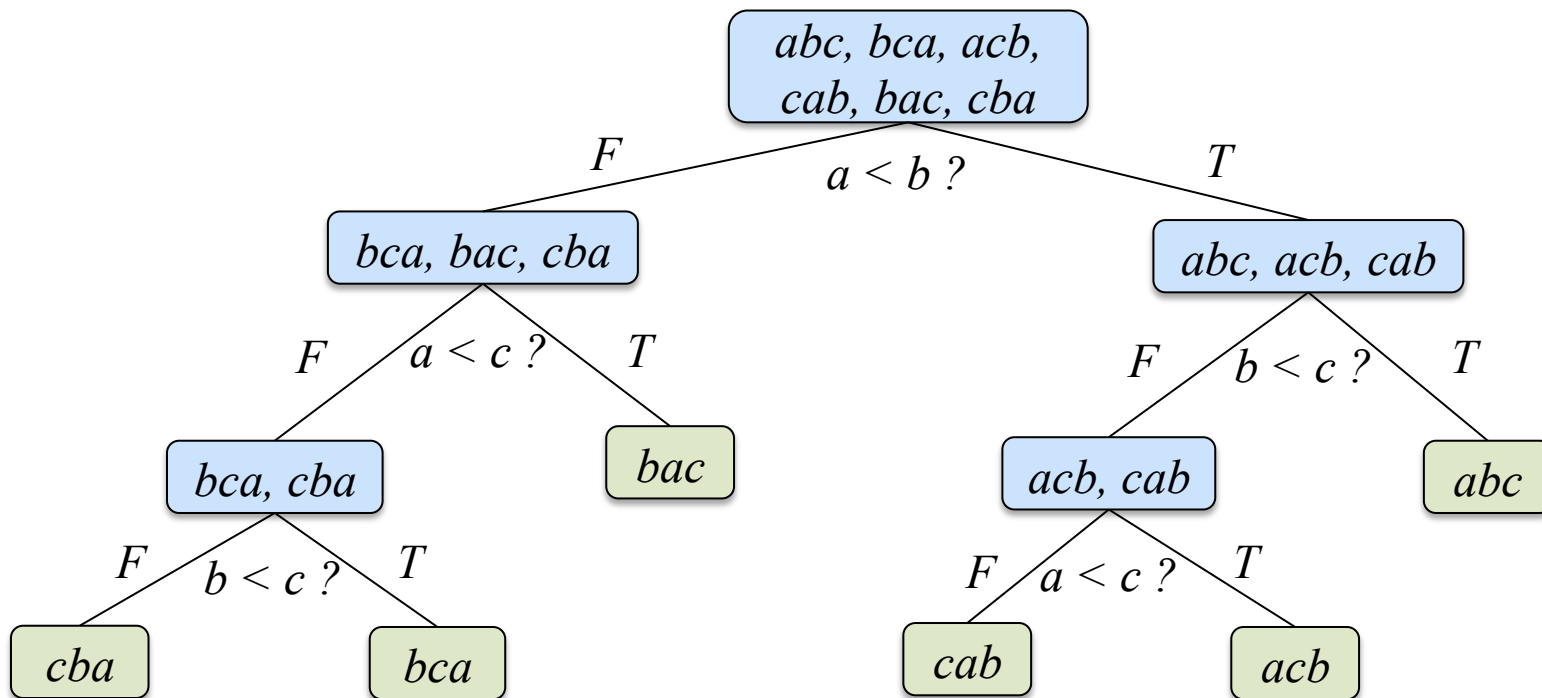 abc, bca, acb,
cab, bac, cba
F
a < b ?
T
bca, bac, cba
abc, acb, cab
F
a < c ?
T
F
b < c ?
T
bca, cba
bac
acb, cab
abc
F
b < c ?
T
F
a < c ?
T
cba
bca
cab
acb